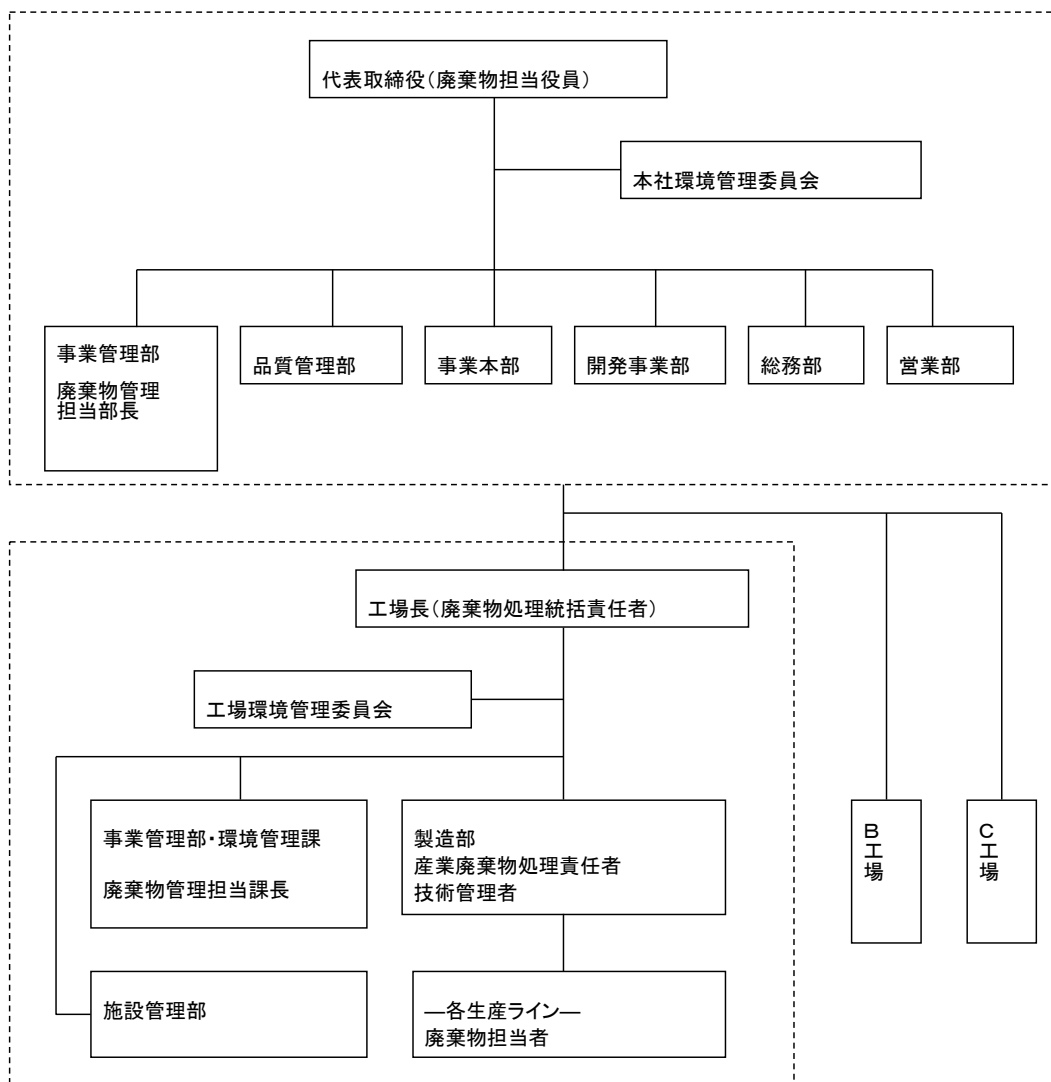 代表取締役(廃棄物担当役員)
本社環境管理委員会
事業管理部
廃棄物管理
担当部長
品質管理部
事業本部
開発事業部
総務部
営業部
工場長(廃棄物処理統括責任者)
工場環境管理委員会
事業管理部・環境管理課
廃棄物管理担当課長
製造部
産業廃棄物処理責任者
技術管理者
B工場
C工場
施設管理部
―各生産ライン―
廃棄物担当者